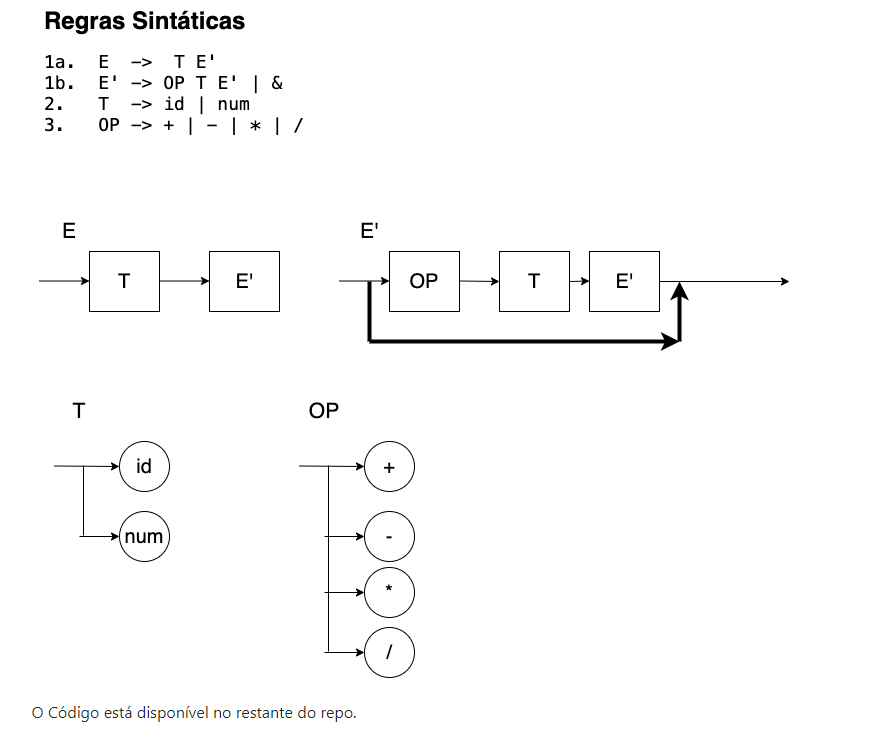 Regras Sintáticas
1a. E -> T E'
1b. E' -> OP T E' | &
2. T -> id | num
3. OP -> + | - | * | /
E E'
T E' OP T E'
T OP
id +
num -
*
/
O Código está disponível no restante do repo.